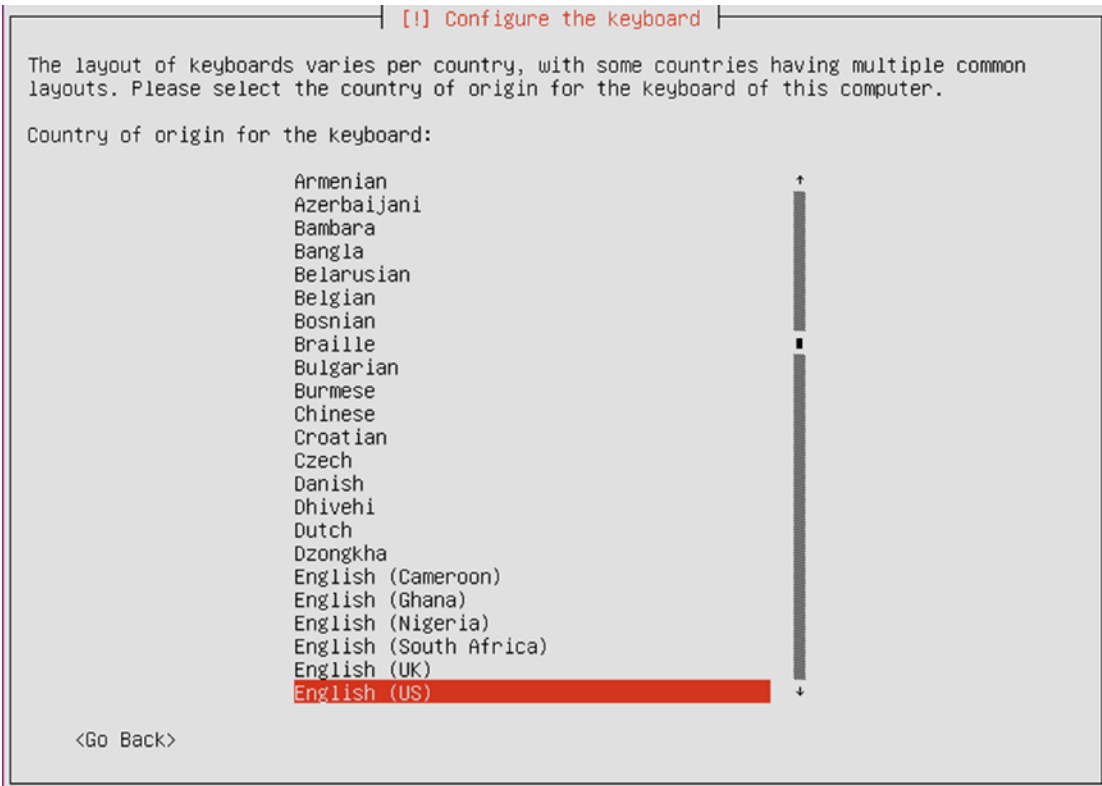 [!] Configure the keyboard
The layout of keyboards varies per country, with some countries having multiple common
layouts. Please select the country of origin for the keyboard of this computer.
Country of origin for the keyboard:
Armenian
Azerbaijani
Bambara
Bangla
Belarusian
Belgian
Bosnian
Braille
Bulgarian
Burmese
Chinese
Croatian
Czech
Danish
Dhivehi
Dutch
Dzongkha
English (Cameroon)
English (Ghana)
English (Nigeria)
English (South Africa)
English (UK)
English (US)
<Go Back>